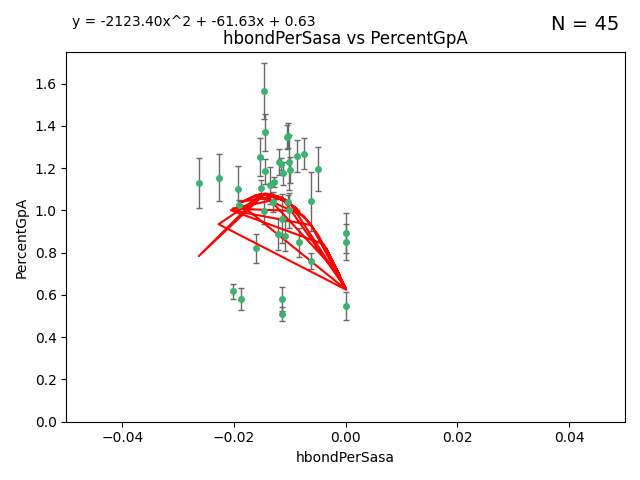 y = -2123.40x^2 + -61.63x + 0.63
N = 45
hbondPerSasa vs PercentGpA
PercentGpA
1.6
1.4
1.2
1.0
0.8
0.6
0.4
0.2
0.0
−0.04 −0.02 0.00 0.02 0.04
hbondPerSasa